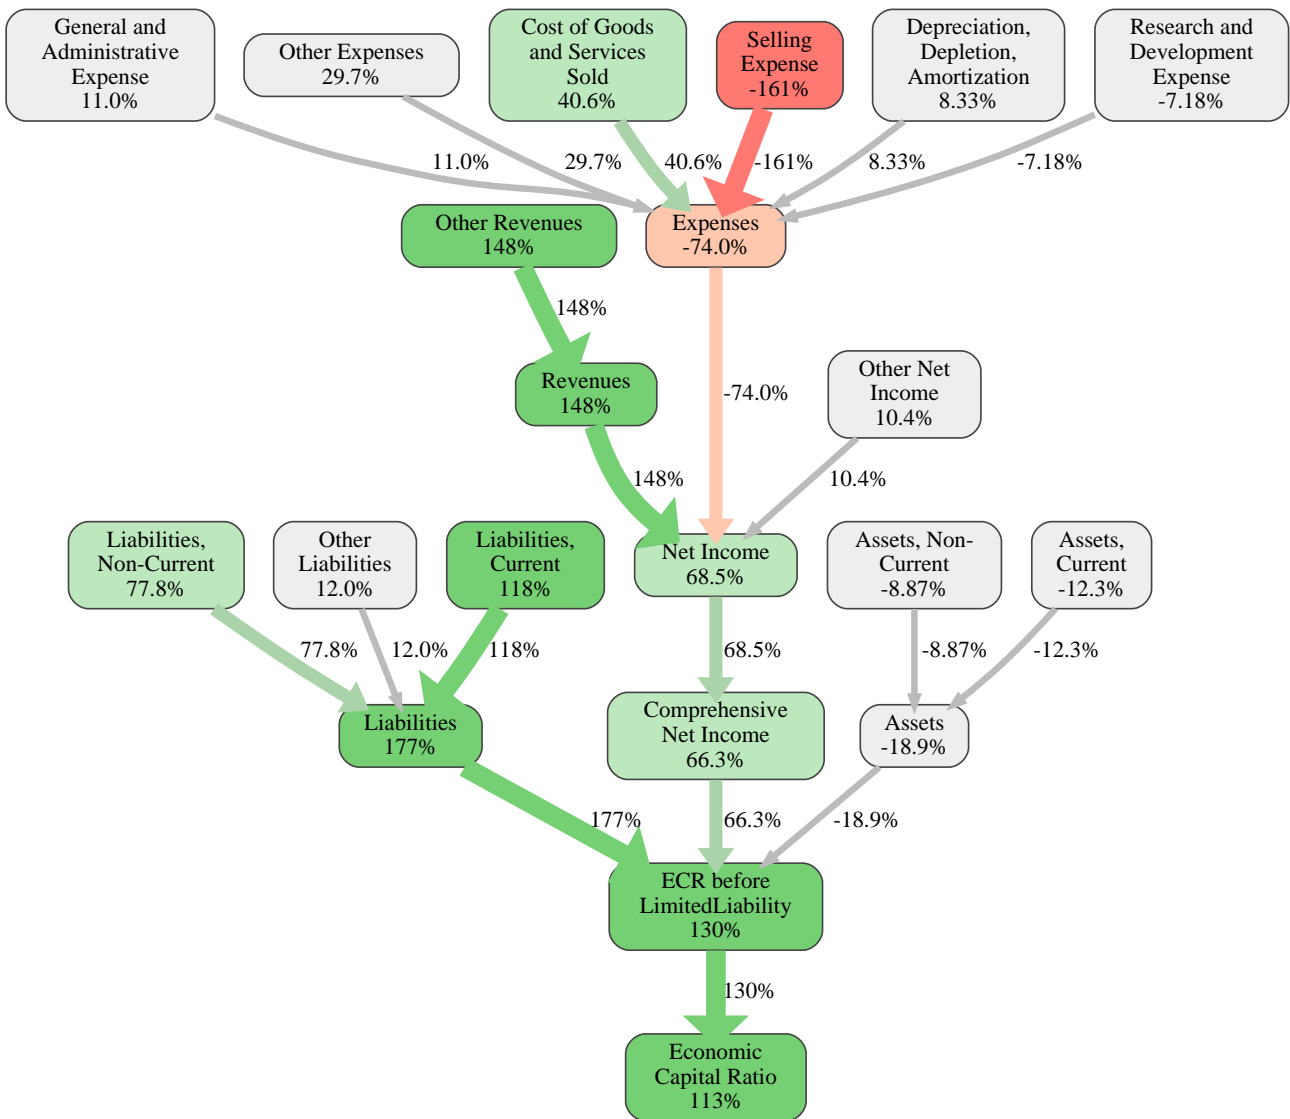 General and
Administrative
Expense
11.0%
Other Expenses
29.7%
Cost of Goods
and Services
Sold
40.6%
Selling
Expense
-161%
Depreciation,
Depletion,
Amortization
8.33%
Research and
Development
Expense
-7.18%
11.0%
29.7%
40.6%
-161%
8.33%
-7.18%
Other Revenues
148%
Expenses
-74.0%
148%
Revenues
148%
-74.0%
Other Net
Income
10.4%
148%
10.4%
Liabilities,
Non-Current
77.8%
Other
Liabilities
12.0%
Liabilities,
Current
118%
Net Income
68.5%
Assets, Non-
Current
-8.87%
Assets,
Current
-12.3%
77.8%
12.0%
118%
68.5%
-8.87%
-12.3%
Liabilities
177%
Comprehensive
Net Income
66.3%
Assets
-18.9%
177%
66.3%
-18.9%
ECR before
LimitedLiability
130%
130%
Economic
Capital Ratio
113%